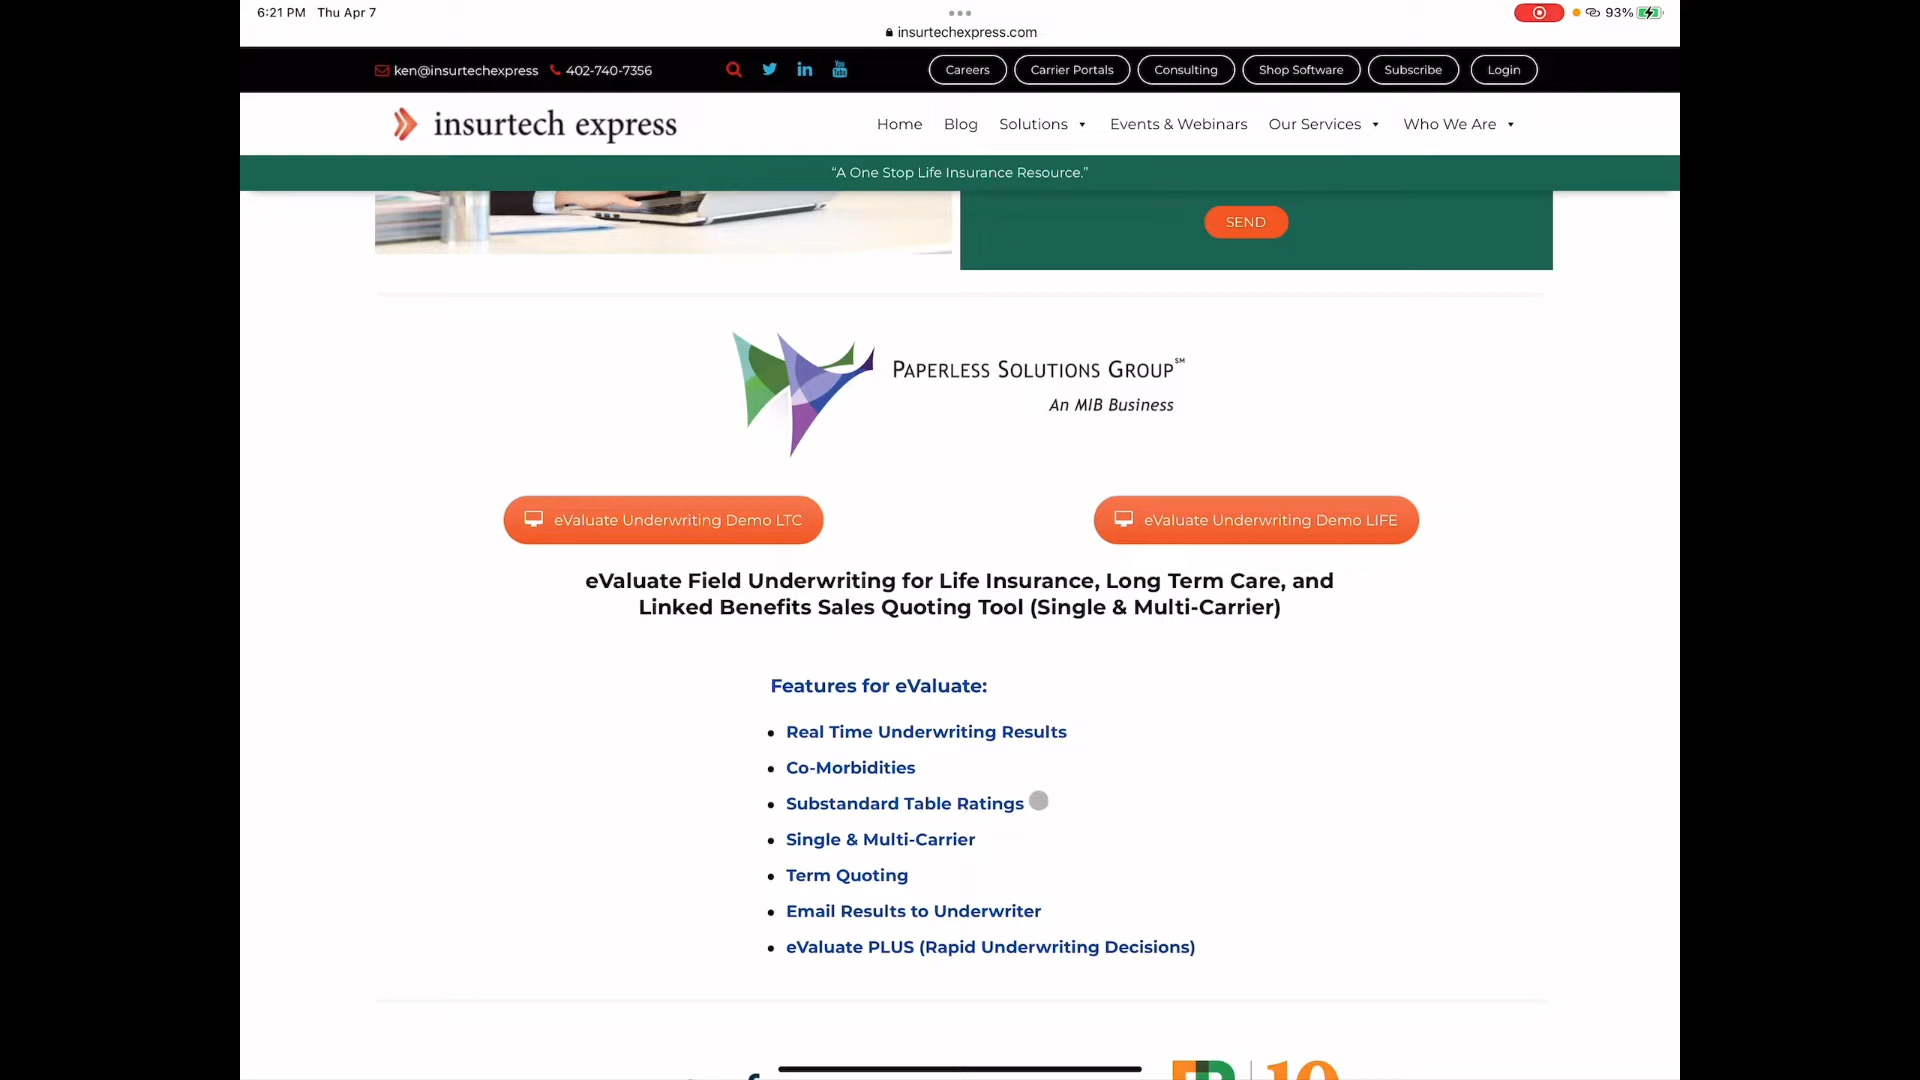 6:21 PM Thu Apr 7
93%
insurtechexpress.com
ken@insurtechexpress 402-740-7356
Careers Carrier Portals Consulting Shop Software Subscribe Login
insurtech express
Home Blog Solutions Events & Webinars Our Services Who We Are
“A One Stop Life Insurance Resource.”
SEND
PAPERLESS SOLUTIONS GROUP℠
An MIB Business
eValuate Underwriting Demo LTC eValuate Underwriting Demo LIFE
eValuate Field Underwriting for Life Insurance, Long Term Care, and
Linked Benefits Sales Quoting Tool (Single & Multi-Carrier)
Features for eValuate:
• Real Time Underwriting Results
• Co-Morbidities
• Substandard Table Ratings
• Single & Multi-Carrier
• Term Quoting
• Email Results to Underwriter
• eValuate PLUS (Rapid Underwriting Decisions)